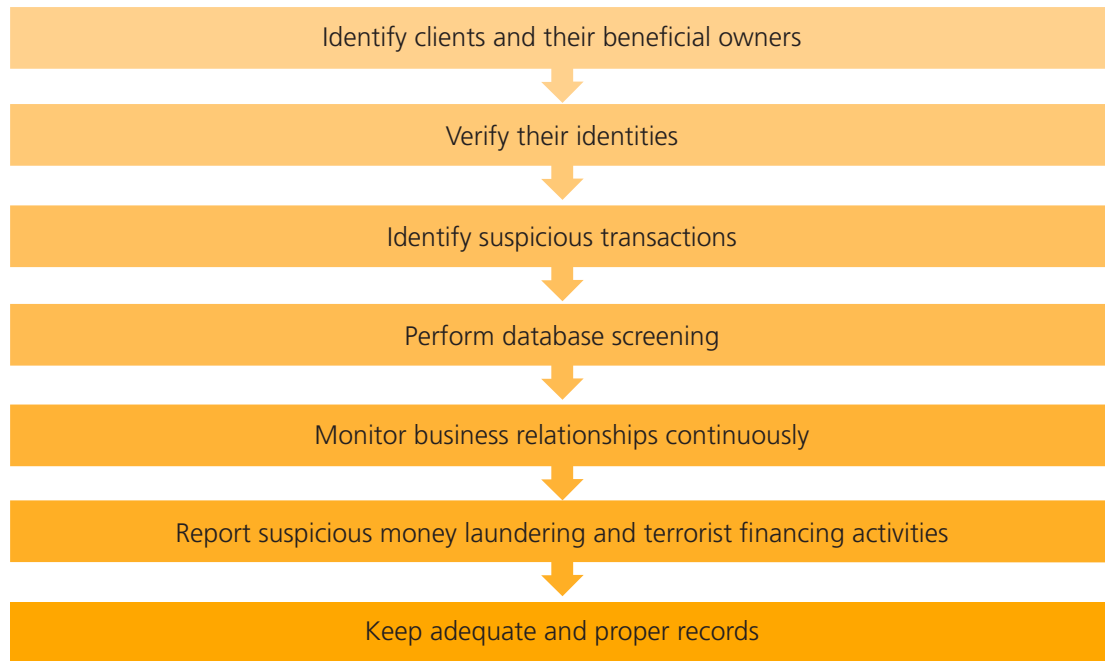 Identify clients and their beneficial owners
Verify their identities
Identify suspicious transactions
Perform database screening
Monitor business relationships continuously
Report suspicious money laundering and terrorist financing activities
Keep adequate and proper records